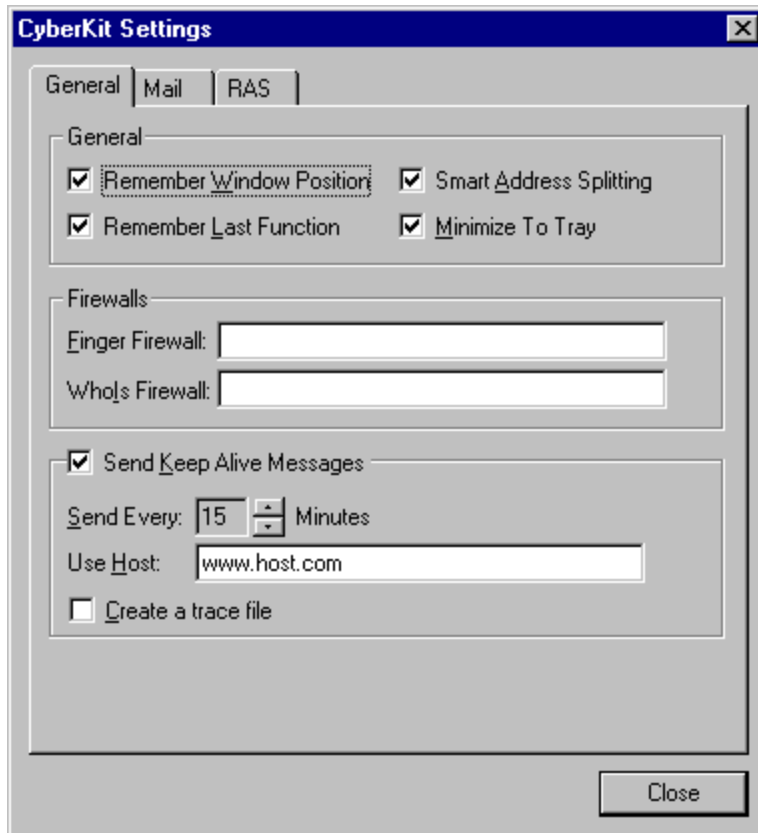 CyberKit Settings
General Mail RAS
General
Remember Window Position Smart Address Splitting
Remember Last Function Minimize To Tray
Firewalls
Finger Firewall:
WhoIs Firewall:
Send Keep Alive Messages
Send Every: 15 Minutes
Use Host: www.host.com
Create a trace file
Close